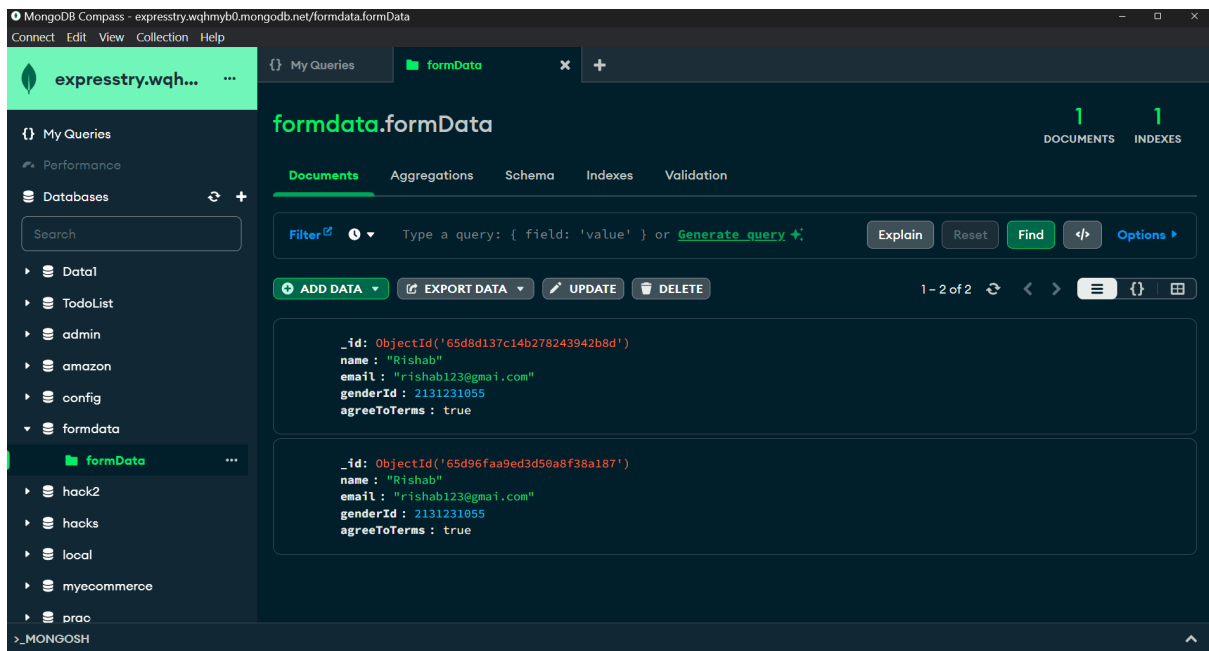 MongoDB Compass - expresstry.wqhmyb0.mongodb.net/formdata.formData
Connect Edit View Collection Help
expresstry.wqh... ...
{} My Queries
formData
formdata.formData
1 DOCUMENTS
1 INDEXES
{} My Queries
Performance
Databases
Search
Data1
TodoList
admin
amazon
config
formdata
formData ...
hack2
hacks
local
myecommerce
prac
Documents Aggregations Schema Indexes Validation
Filter Type a query: { field: 'value' } or Generate query Explain Reset Find </> Options
ADD DATA EXPORT DATA UPDATE DELETE 1 – 2 of 2 {}
_id: ObjectId('65d8d137c14b278243942b8d')
name : "Rishab"
email : "rishab123@gmai.com"
genderId : 2131231055
agreeToTerms : true
_id: ObjectId('65d96faa9ed3d50a8f38a187')
name : "Rishab"
email : "rishab123@gmai.com"
genderId : 2131231055
agreeToTerms : true
>_MONGOSH